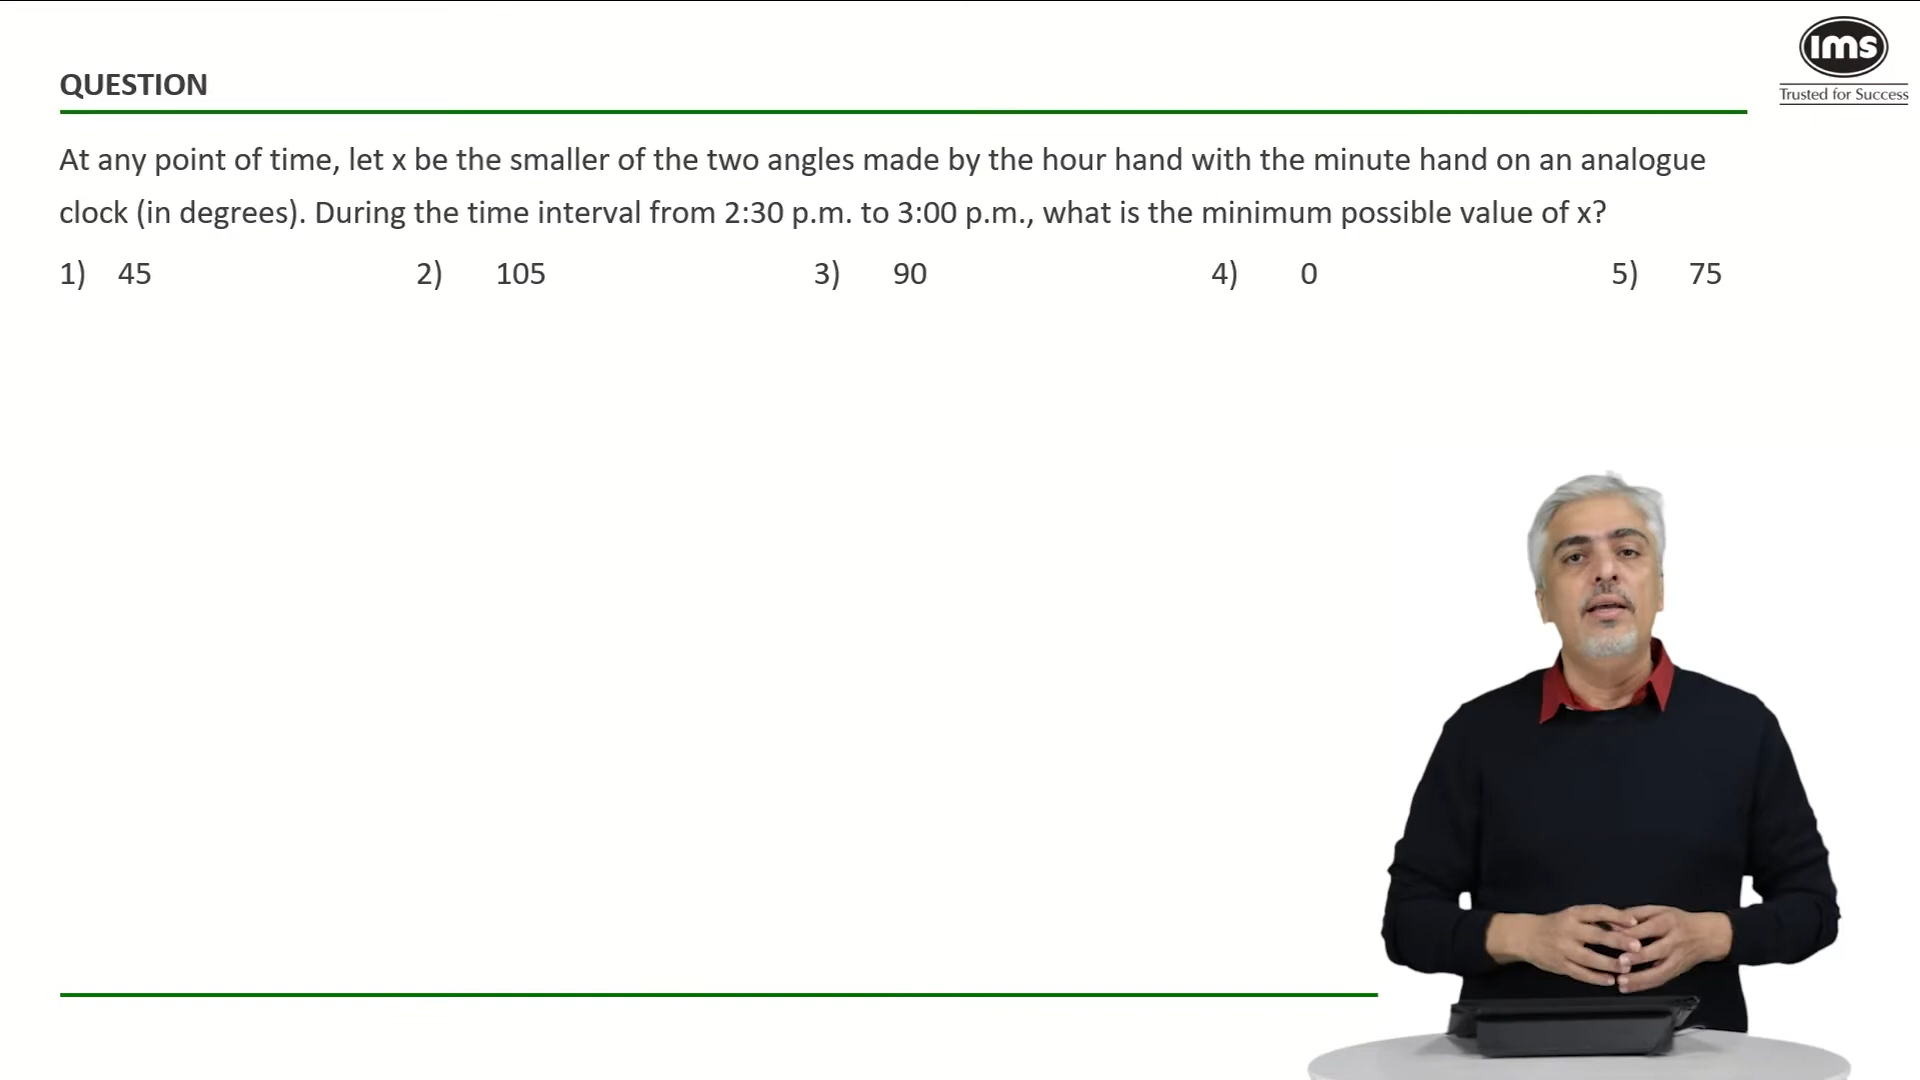 ims
Trusted for Success
QUESTION
At any point of time, let x be the smaller of the two angles made by the hour hand with the minute hand on an analogue
clock (in degrees). During the time interval from 2:30 p.m. to 3:00 p.m., what is the minimum possible value of x?
1) 45 2) 105 3) 90 4) 0 5) 75